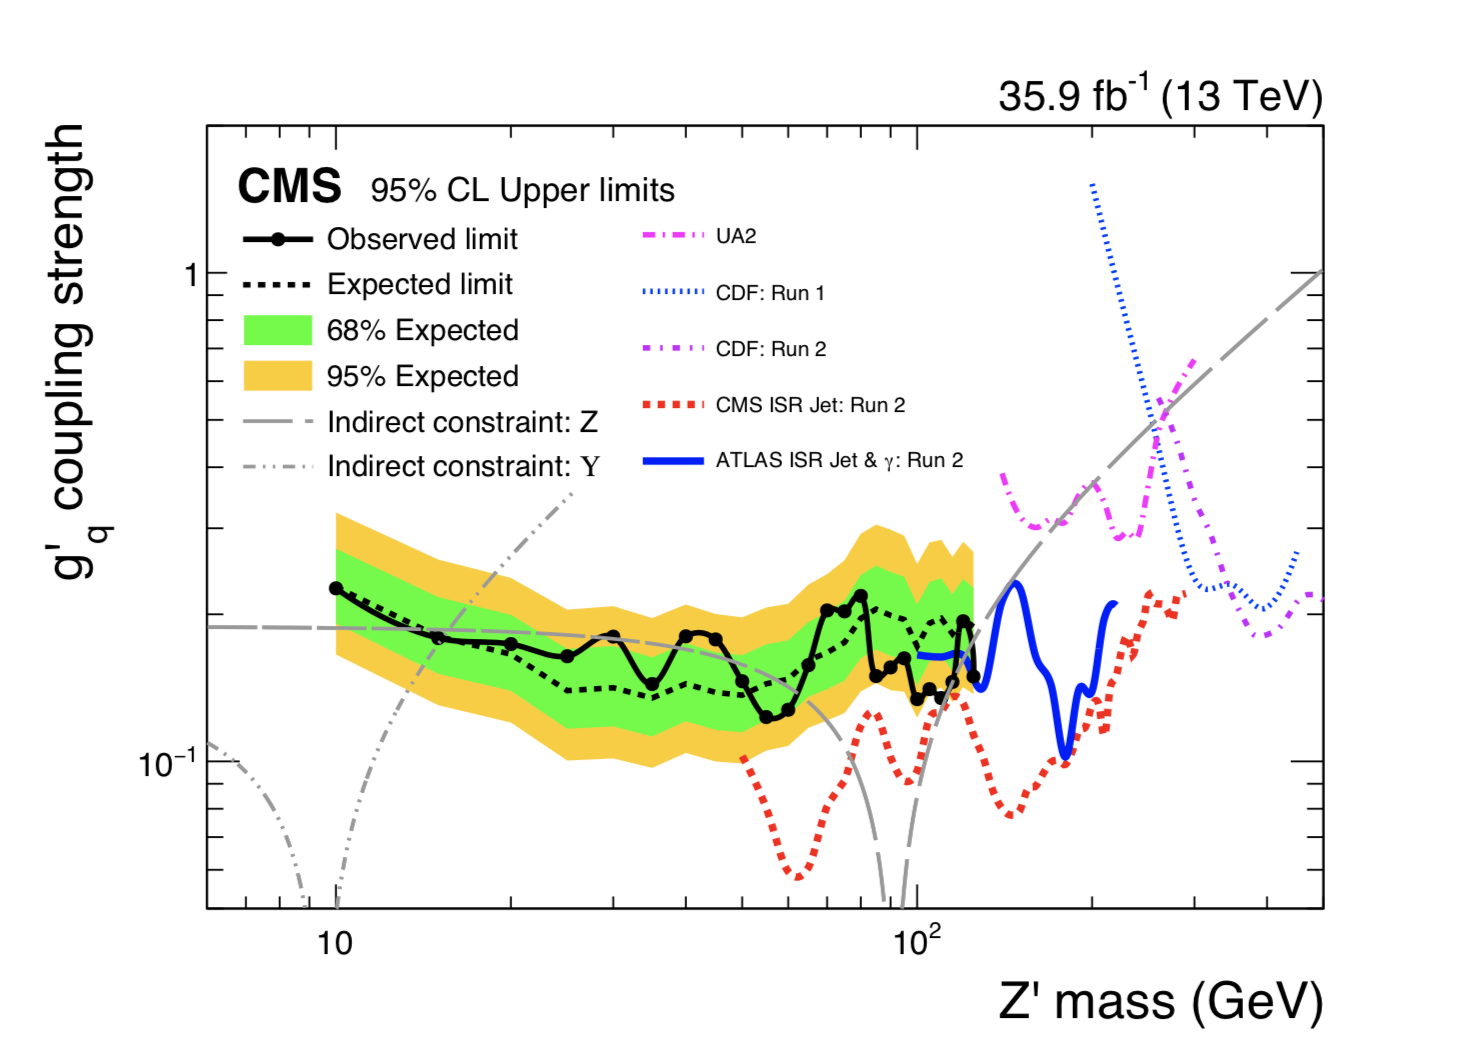 35.9 fb⁻¹ (13 TeV)
g'q coupling strength
CMS 95% CL Upper limits
Observed limit
Expected limit
68% Expected
95% Expected
Indirect constraint: Z
Indirect constraint: Υ
UA2
CDF: Run 1
CDF: Run 2
CMS ISR Jet: Run 2
ATLAS ISR Jet & γ: Run 2
1
10⁻¹
10
10²
Z' mass (GeV)